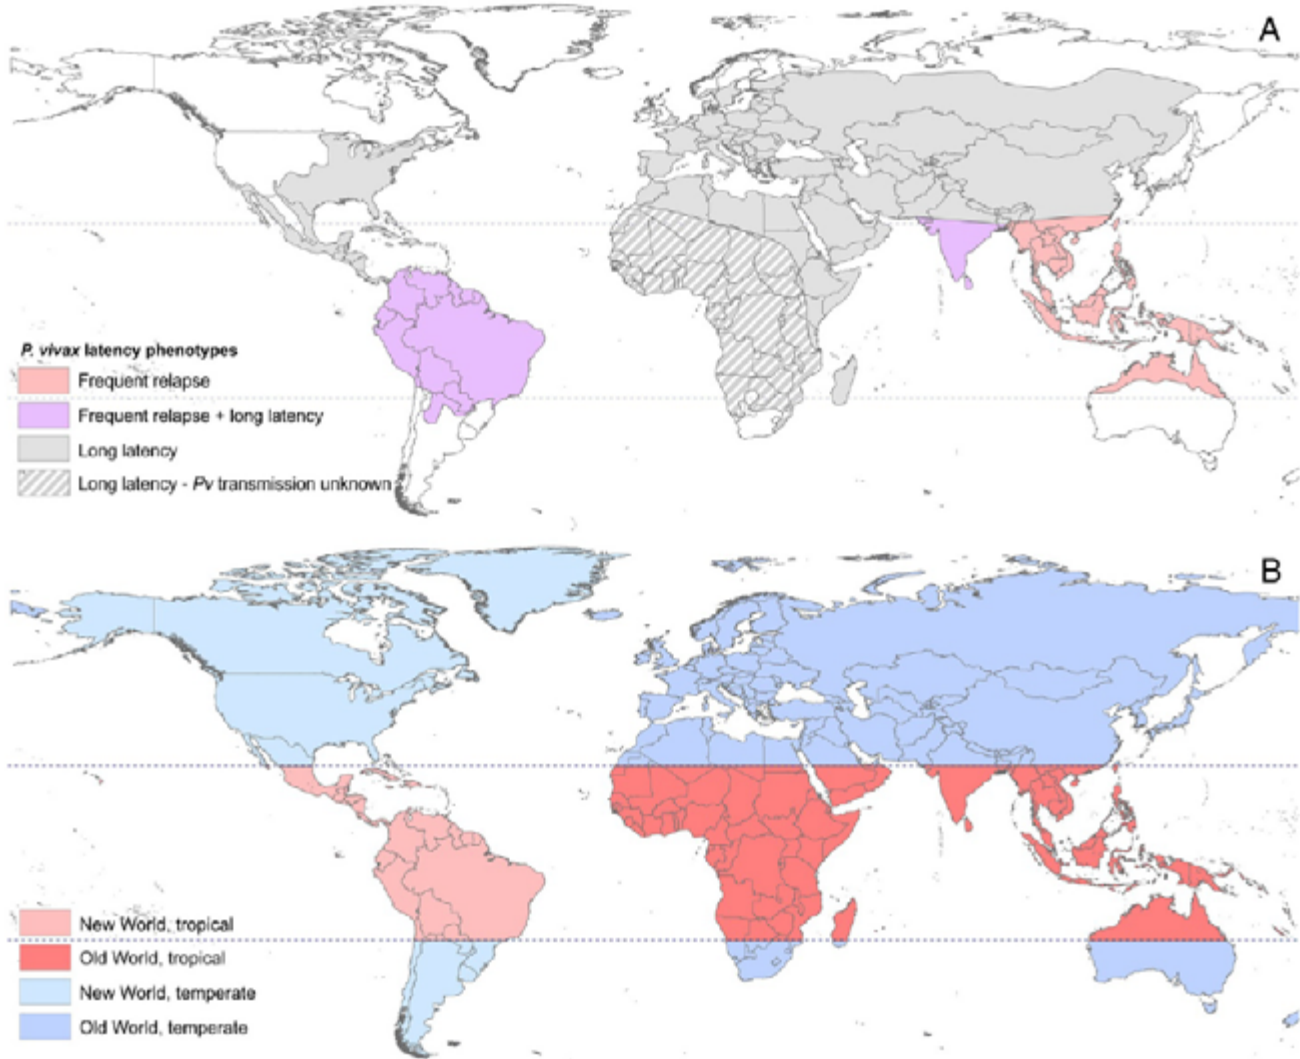 A
P. vivax latency phenotypes
Frequent relapse
Frequent relapse + long latency
Long latency
Long latency - Pv transmission unknown
B
New World, tropical
Old World, tropical
New World, temperate
Old World, temperate